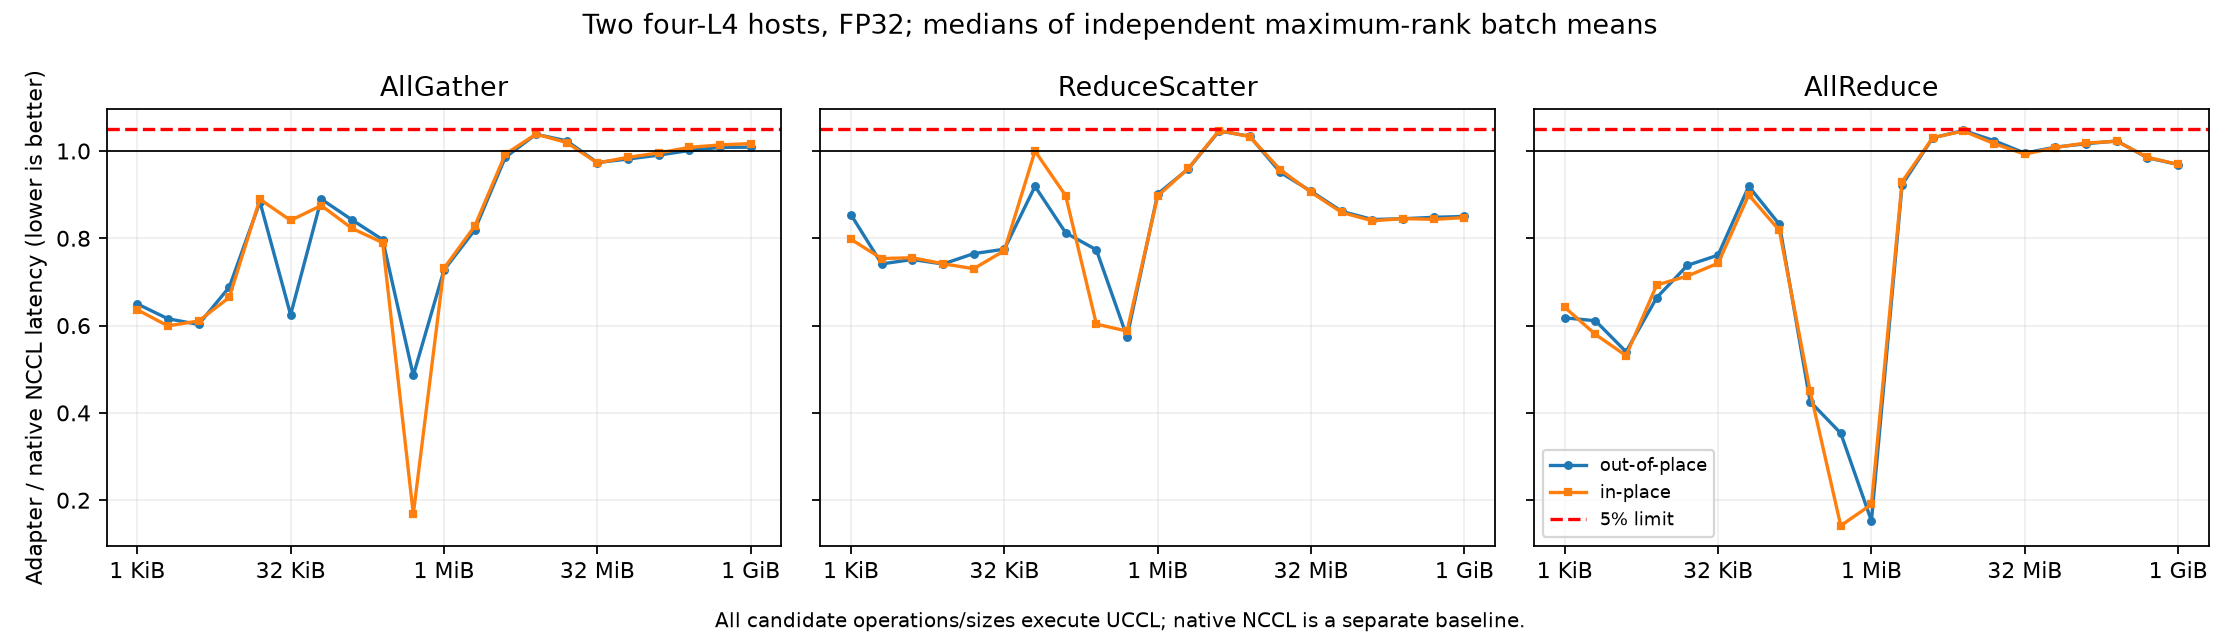 Two four-L4 hosts, FP32; medians of independent maximum-rank batch means
Adapter / native NCCL latency (lower is better)
AllGather
ReduceScatter
AllReduce
1.0
0.8
0.6
0.4
0.2
1 KiB
32 KiB
1 MiB
32 MiB
1 GiB
1 KiB
32 KiB
1 MiB
32 MiB
1 GiB
out-of-place
in-place
5% limit
1 KiB
32 KiB
1 MiB
32 MiB
1 GiB
All candidate operations/sizes execute UCCL; native NCCL is a separate baseline.